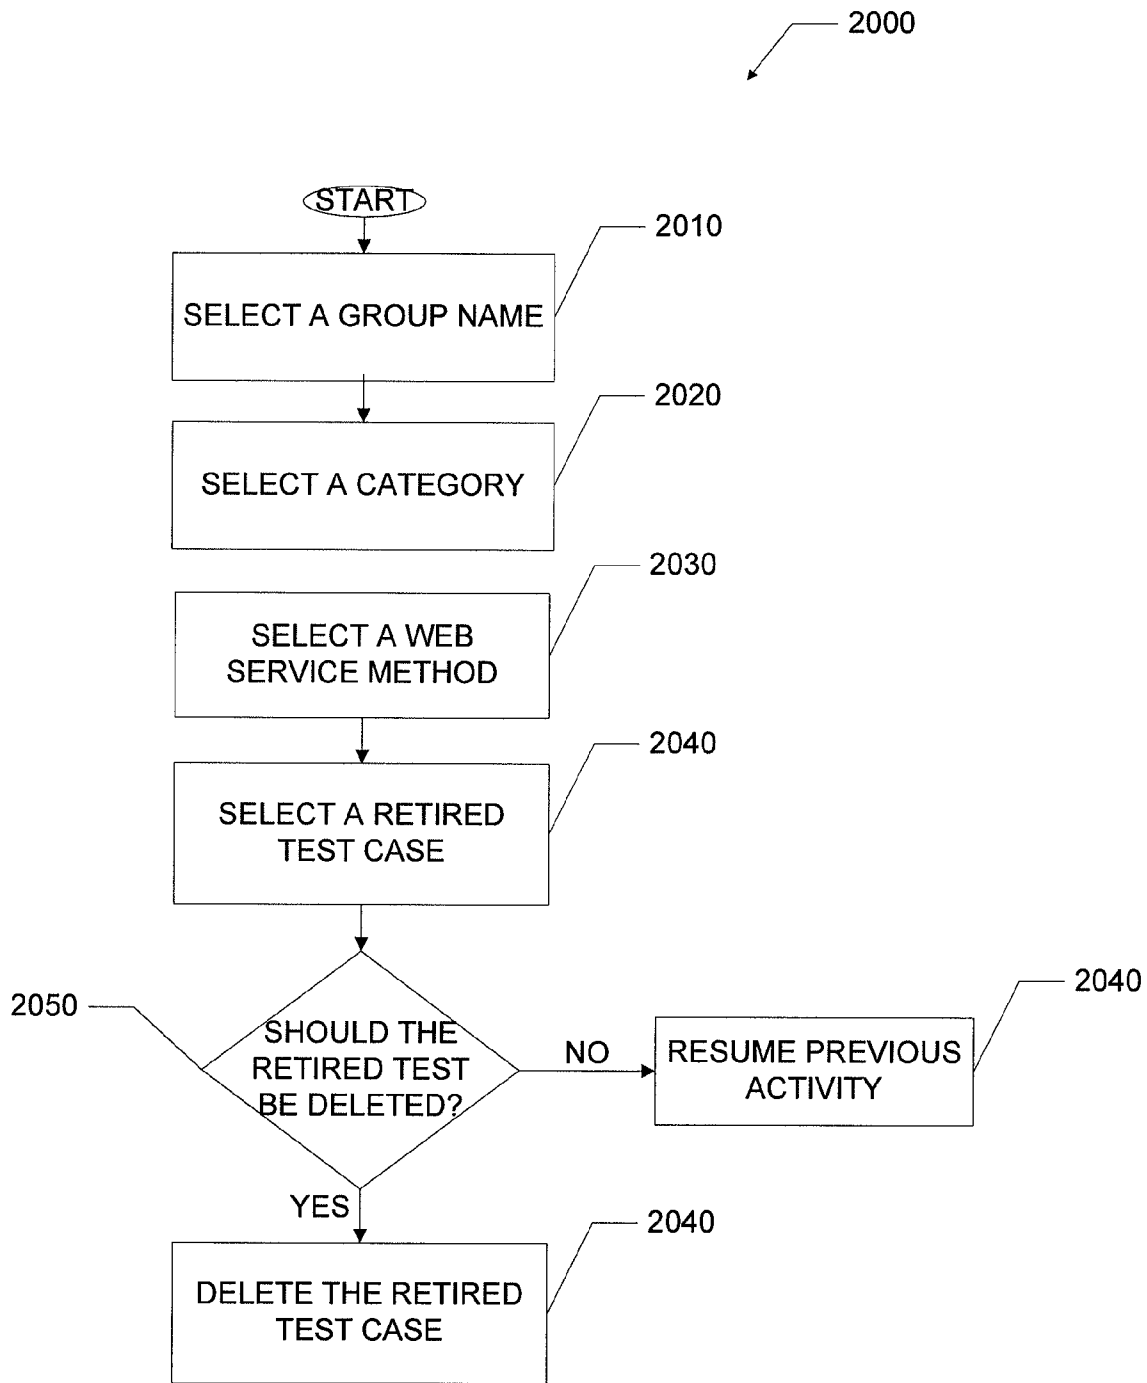 2000
START
2010
SELECT A GROUP NAME
2020
SELECT A CATEGORY
2030
SELECT A WEB
SERVICE METHOD
2040
SELECT A RETIRED
TEST CASE
2050
SHOULD THE
RETIRED TEST
BE DELETED?
NO
2040
RESUME PREVIOUS
ACTIVITY
YES
2040
DELETE THE RETIRED
TEST CASE